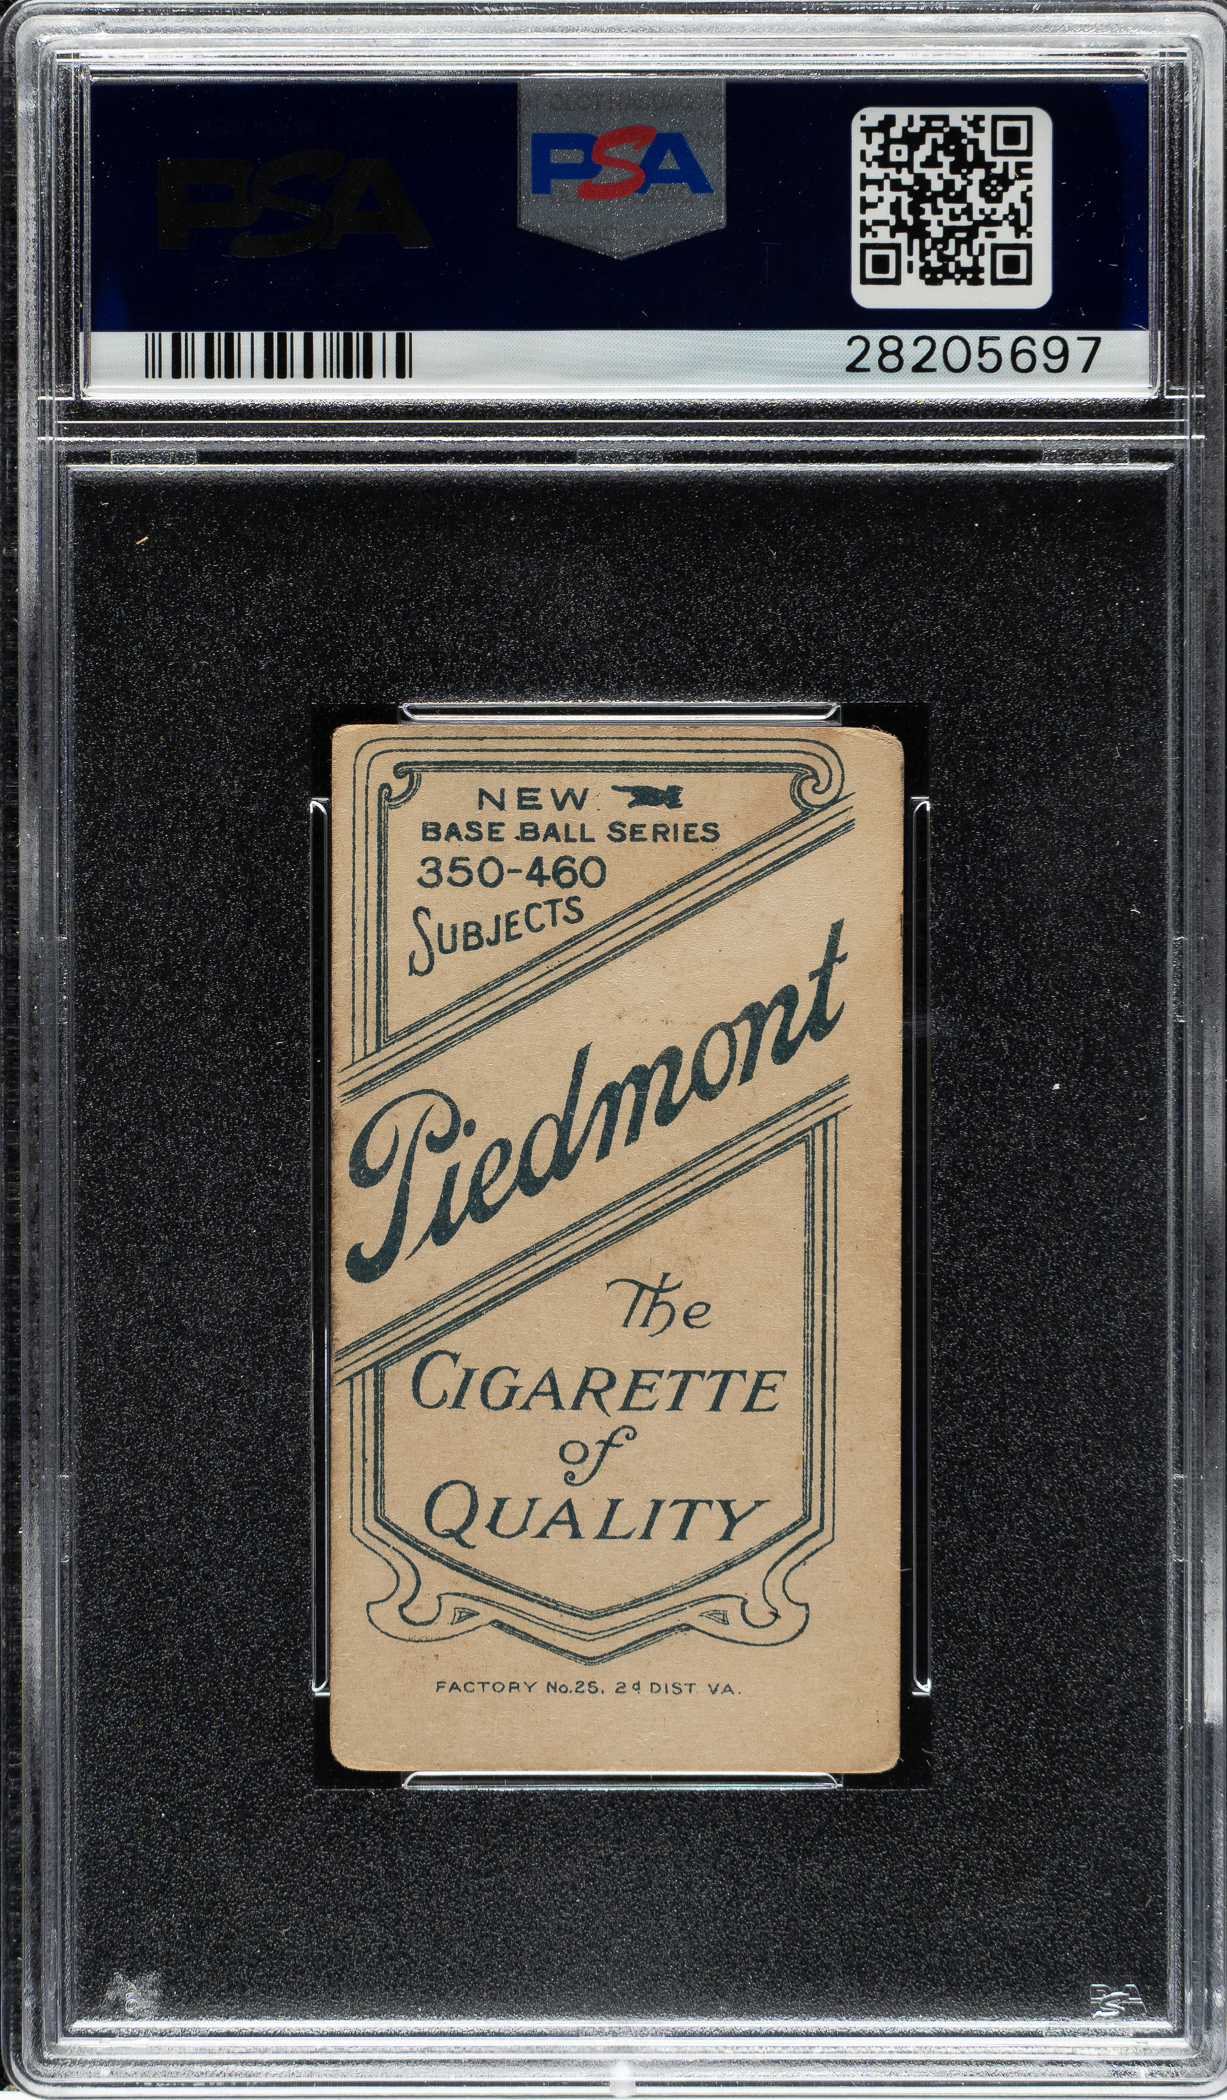 PSA
PSA
28205697
NEW
BASE BALL SERIES
350-460
SUBJECTS
Piedmont
The
CIGARETTE
of
QUALITY
FACTORY No.25, 2d DIST. VA.
PSA